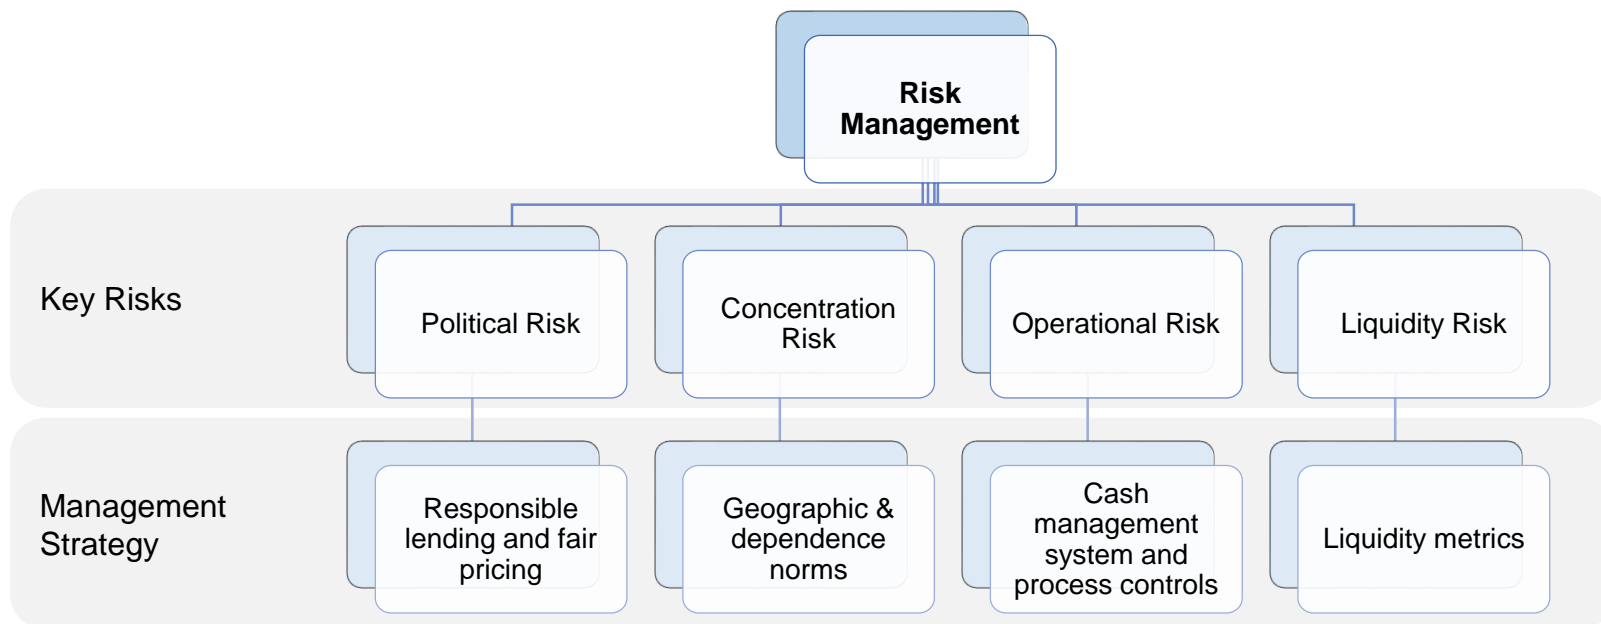 Risk
Management
Key Risks
Political Risk
Concentration
Risk
Operational Risk
Liquidity Risk
Management
Strategy
Responsible
lending and fair
pricing
Geographic &
dependence
norms
Cash
management
system and
process controls
Liquidity metrics